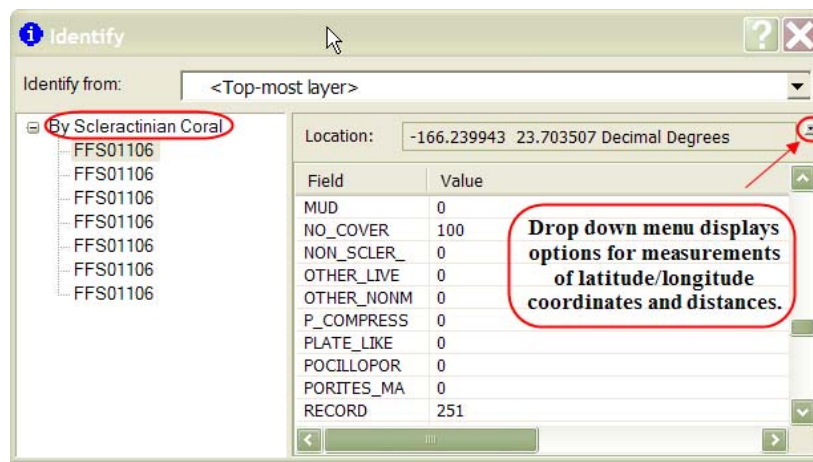 Identify
Identify from:
<Top-most layer>
By Scleractinian Coral
FFS01106
FFS01106
FFS01106
FFS01106
FFS01106
FFS01106
FFS01106
Location:
-166.239943 23.703507 Decimal Degrees
Field Value
MUD 0
NO_COVER 100
NON_SCLER_ 0
OTHER_LIVE 0
OTHER_NONM 0
P_COMPRESS 0
PLATE_LIKE 0
POCILLOPOR 0
PORITES_MA 0
RECORD 251
Drop down menu displays
options for measurements
of latitude/longitude
coordinates and distances.